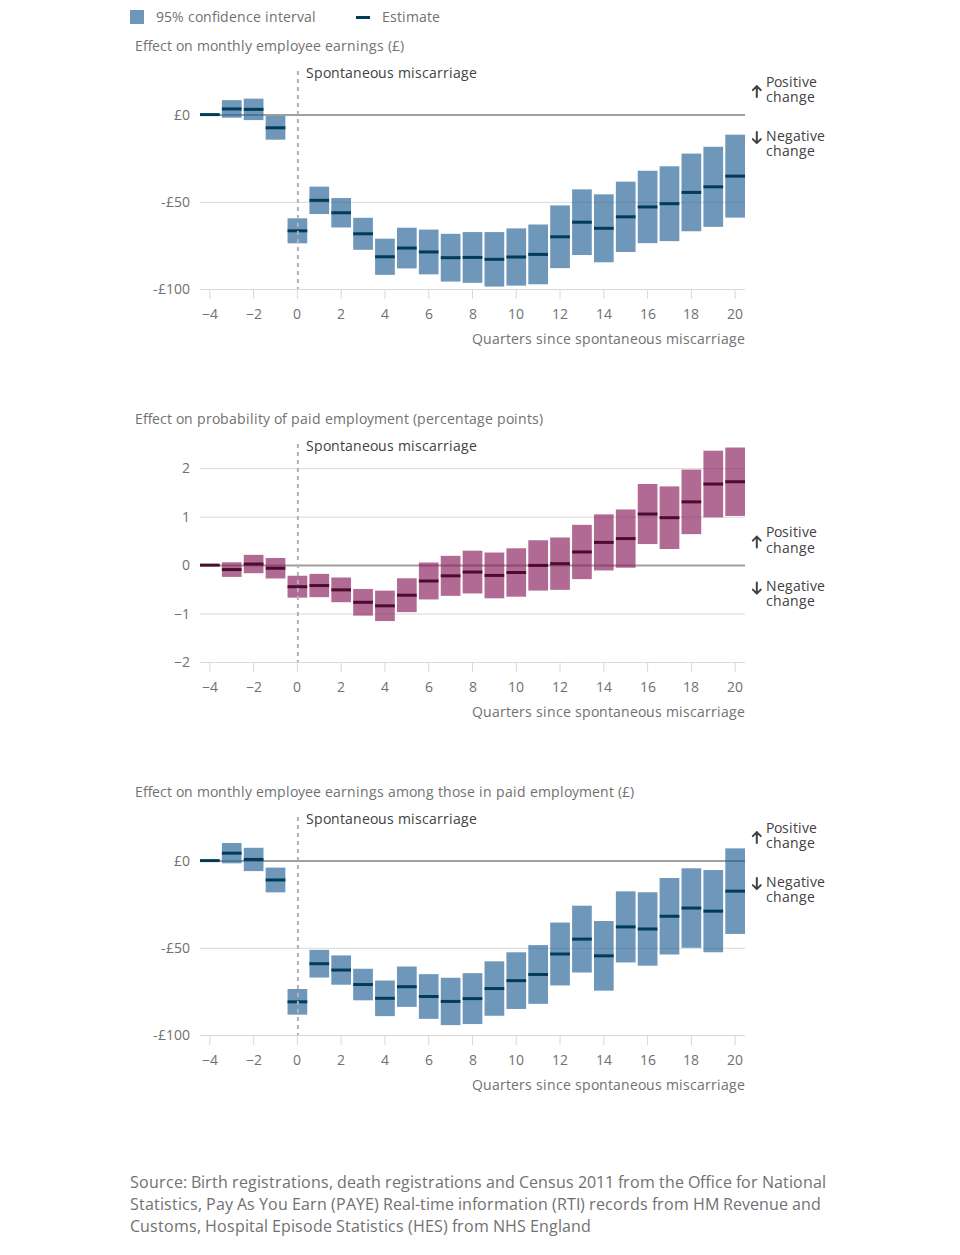 95% confidence interval Estimate
Effect on monthly employee earnings (£)
Spontaneous miscarriage
Positive
change
£0
Negative
change
-£50
-£100
−4 −2 0 2 4 6 8 10 12 14 16 18 20
Quarters since spontaneous miscarriage
Effect on probability of paid employment (percentage points)
Spontaneous miscarriage
2
1
Positive
change
0
Negative
change
−1
−2
−4 −2 0 2 4 6 8 10 12 14 16 18 20
Quarters since spontaneous miscarriage
Effect on monthly employee earnings among those in paid employment (£)
Spontaneous miscarriage
Positive
change
£0
Negative
change
-£50
-£100
−4 −2 0 2 4 6 8 10 12 14 16 18 20
Quarters since spontaneous miscarriage
Source: Birth registrations, death registrations and Census 2011 from the Office for National
Statistics, Pay As You Earn (PAYE) Real-time information (RTI) records from HM Revenue and
Customs, Hospital Episode Statistics (HES) from NHS England